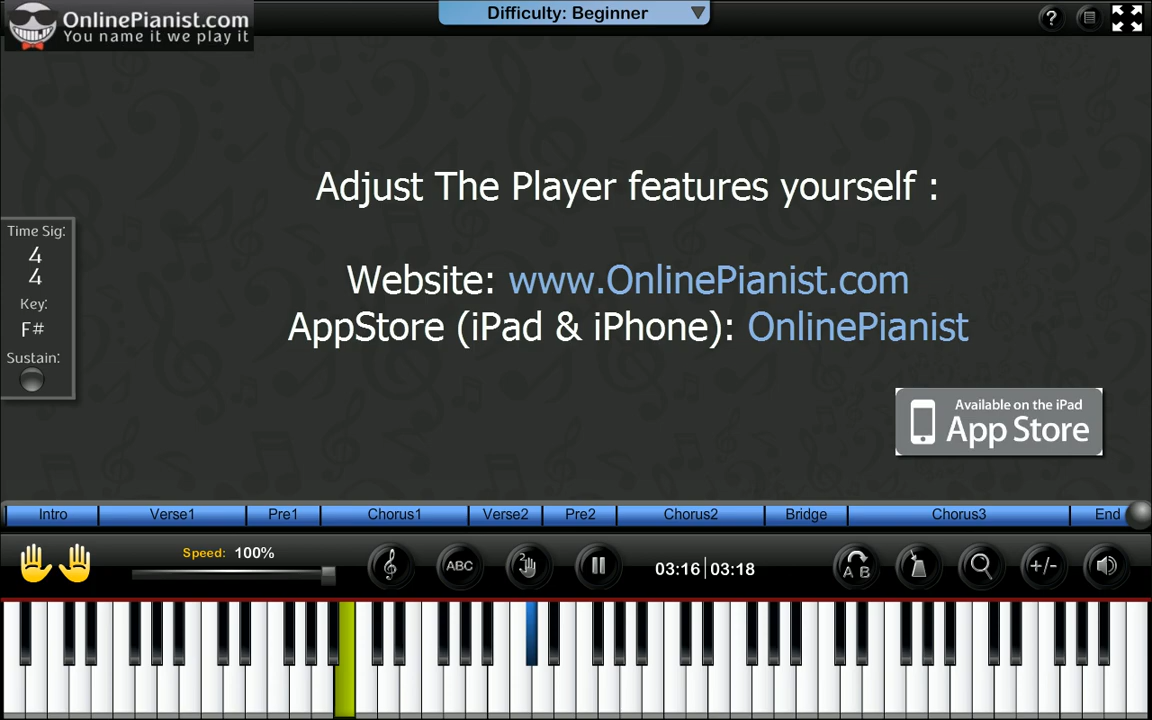 OnlinePianist.com
You name it we play it
Difficulty: Beginner
?
Adjust The Player features yourself :
Website: www.OnlinePianist.com
AppStore (iPad & iPhone): OnlinePianist
Time Sig:
4
4
Key:
F#
Sustain:
Available on the iPad
App Store
Intro Verse1 Pre1 Chorus1 Verse2 Pre2 Chorus2 Bridge Chorus3 End
Speed: 100%
ABC
03:16|03:18
A B
+/-